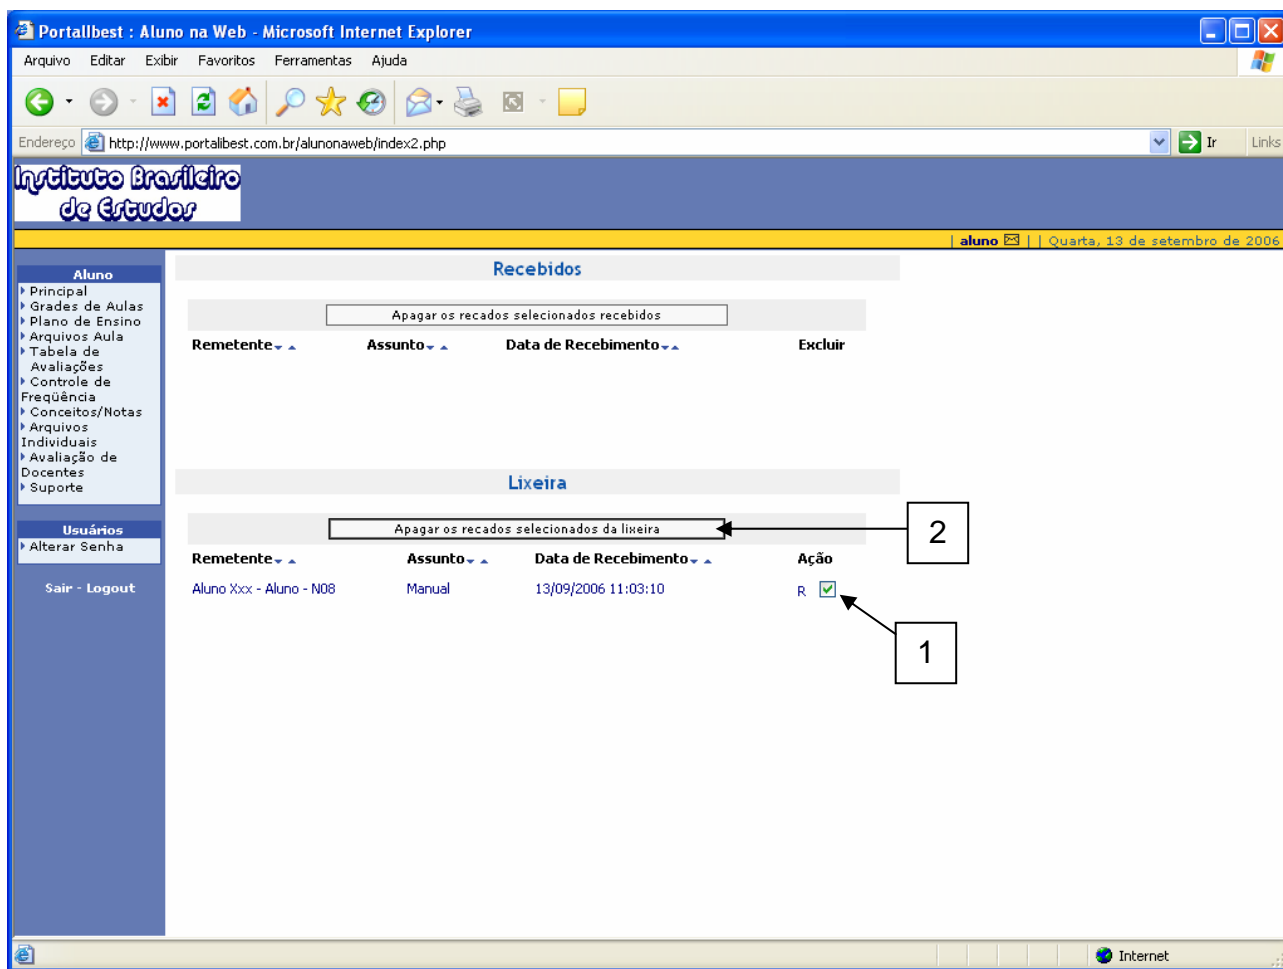 Portallbest : Aluno na Web - Microsoft Internet Explorer
Arquivo Editar Exibir Favoritos Ferramentas Ajuda
Endereço http://www.portalibest.com.br/alunonaweb/index2.php Ir Links
Instituto Brasileiro
de Estudos
| aluno | | Quarta, 13 de setembro de 2006
Aluno
Principal
Grades de Aulas
Plano de Ensino
Arquivos Aula
Tabela de
Avaliações
Controle de
Freqüência
Conceitos/Notas
Arquivos
Individuais
Avaliação de
Docentes
Suporte
Usuários
Alterar Senha
Sair - Logout
Recebidos
Apagar os recados selecionados recebidos
Remetente Assunto Data de Recebimento Excluir
Lixeira
Apagar os recados selecionados da lixeira
2
Remetente Assunto Data de Recebimento Ação
Aluno Xxx - Aluno - N08 Manual 13/09/2006 11:03:10 R
1
Internet